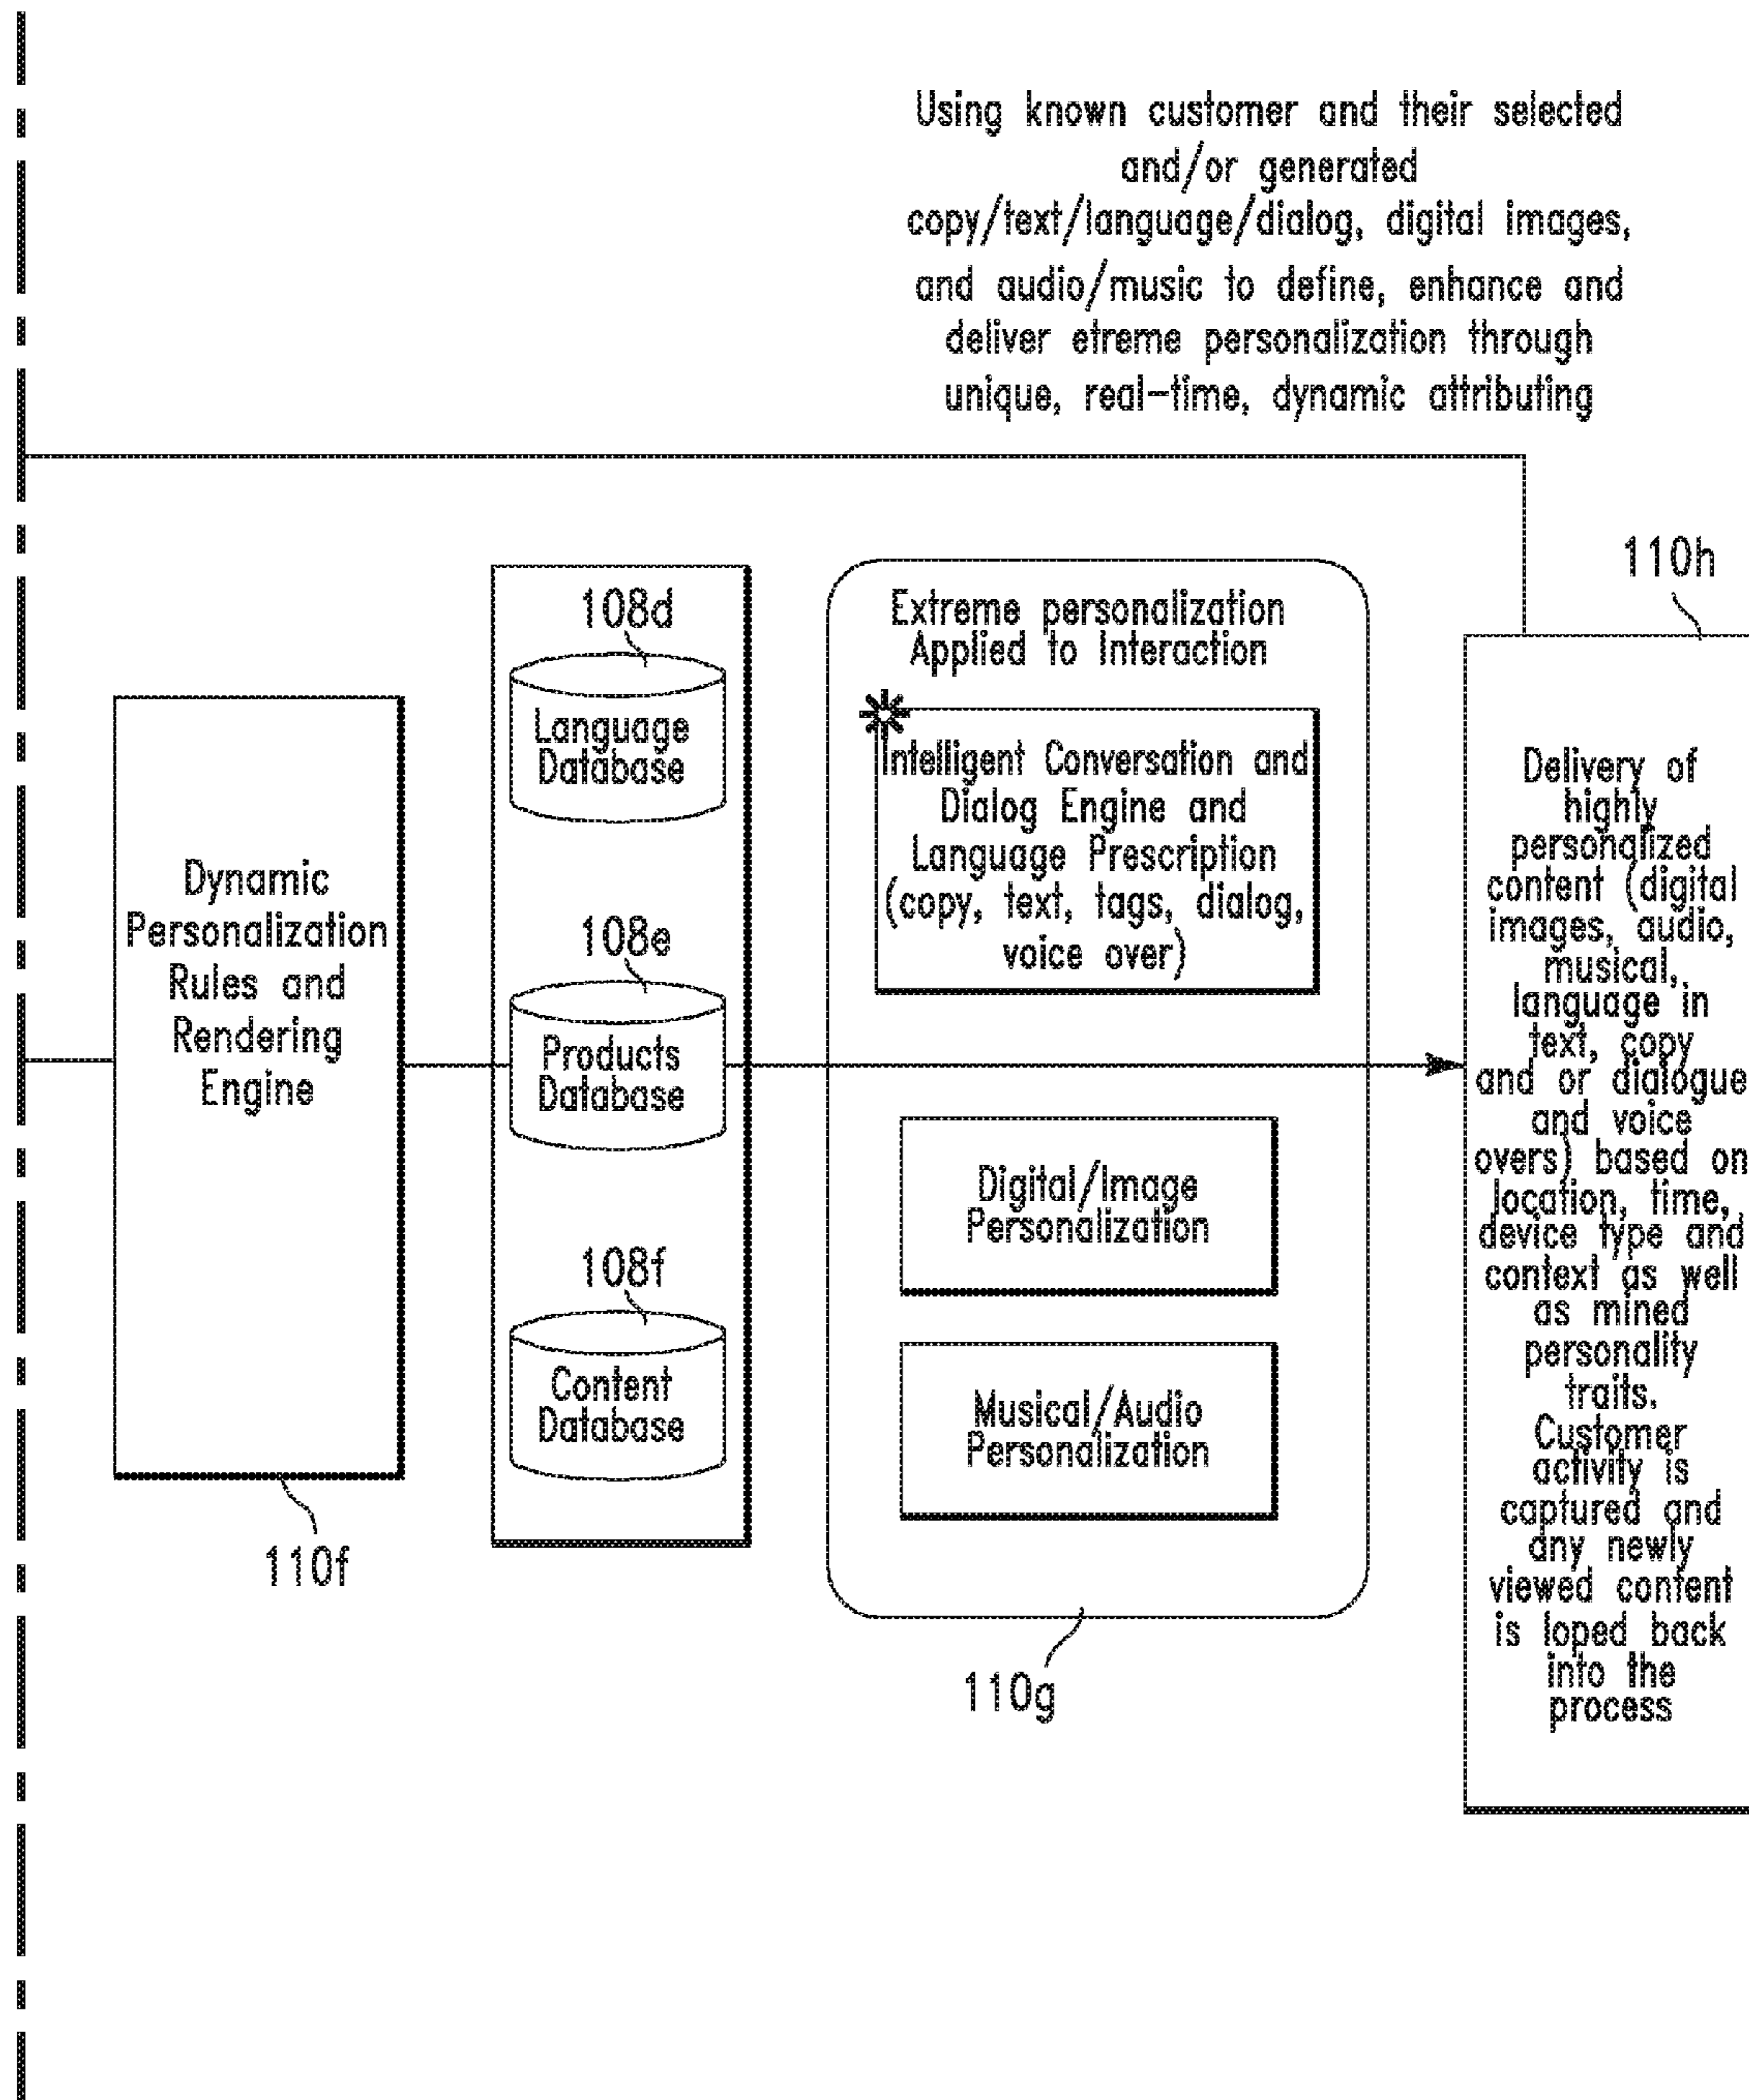 Using known customer and their selected
and/or generated
copy/text/language/dialog, digital images,
and audio/music to define, enhance and
deliver etreme personalization through
unique, real-time, dynamic attributing
Dynamic
Personalization
Rules and
Rendering
Engine
110f
108d
Language
Database
108e
Products
Database
108f
Content
Database
Extreme personalization
Applied to Interaction
Intelligent Conversation and
Dialog Engine and
Language Prescription
(copy, text, tags, dialog,
voice over)
Digital/Image
Personalization
Musical/Audio
Personalization
110g
110h
Delivery of
highly
personalized
content (digital
images, audio,
musical,
language in
text, copy
and or dialogue
and voice
overs) based on
location, time,
device type and
context as well
as mined
personality
traits.
Customer
activity is
captured and
any newly
viewed content
is loped back
into the
process